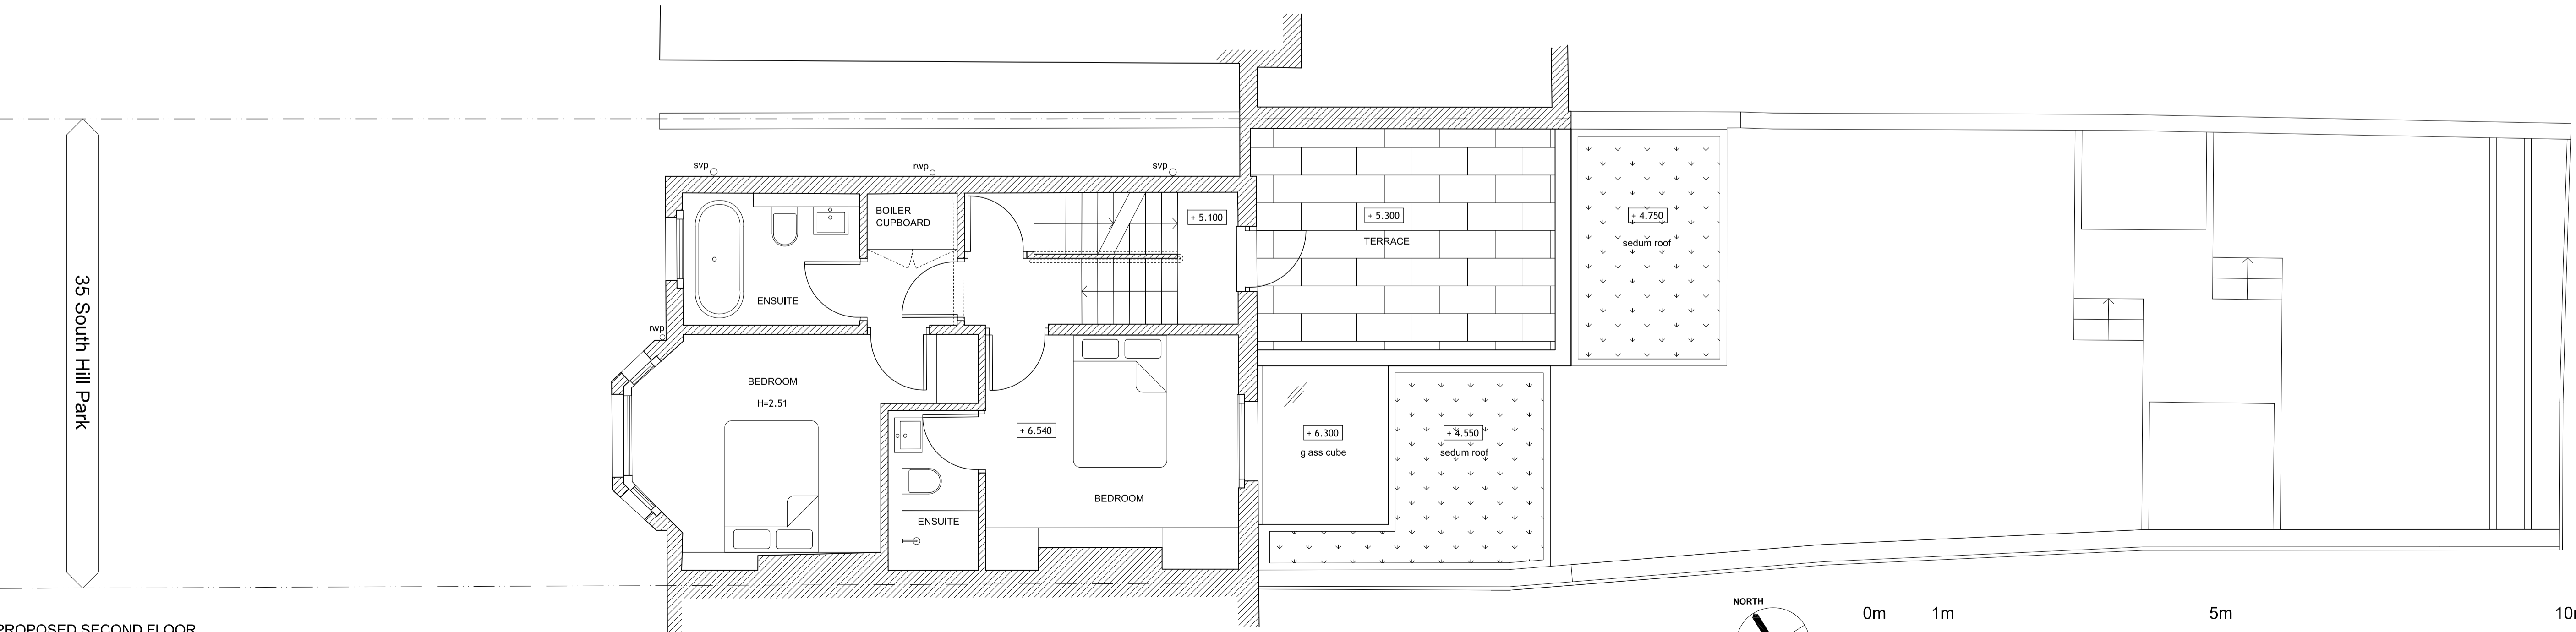 35 South Hill Park
svp
rwp
svp
BOILER
CUPBOARD
+ 5.100
+ 5.300
TERRACE
+ 4.750
sedum roof
ENSUITE
rwp
BEDROOM
H=2.51
+ 6.540
+ 6.300
glass cube
+ 4.550
sedum roof
BEDROOM
ENSUITE
NORTH
0m 1m 5m 10m
PROPOSED SECOND FLOOR